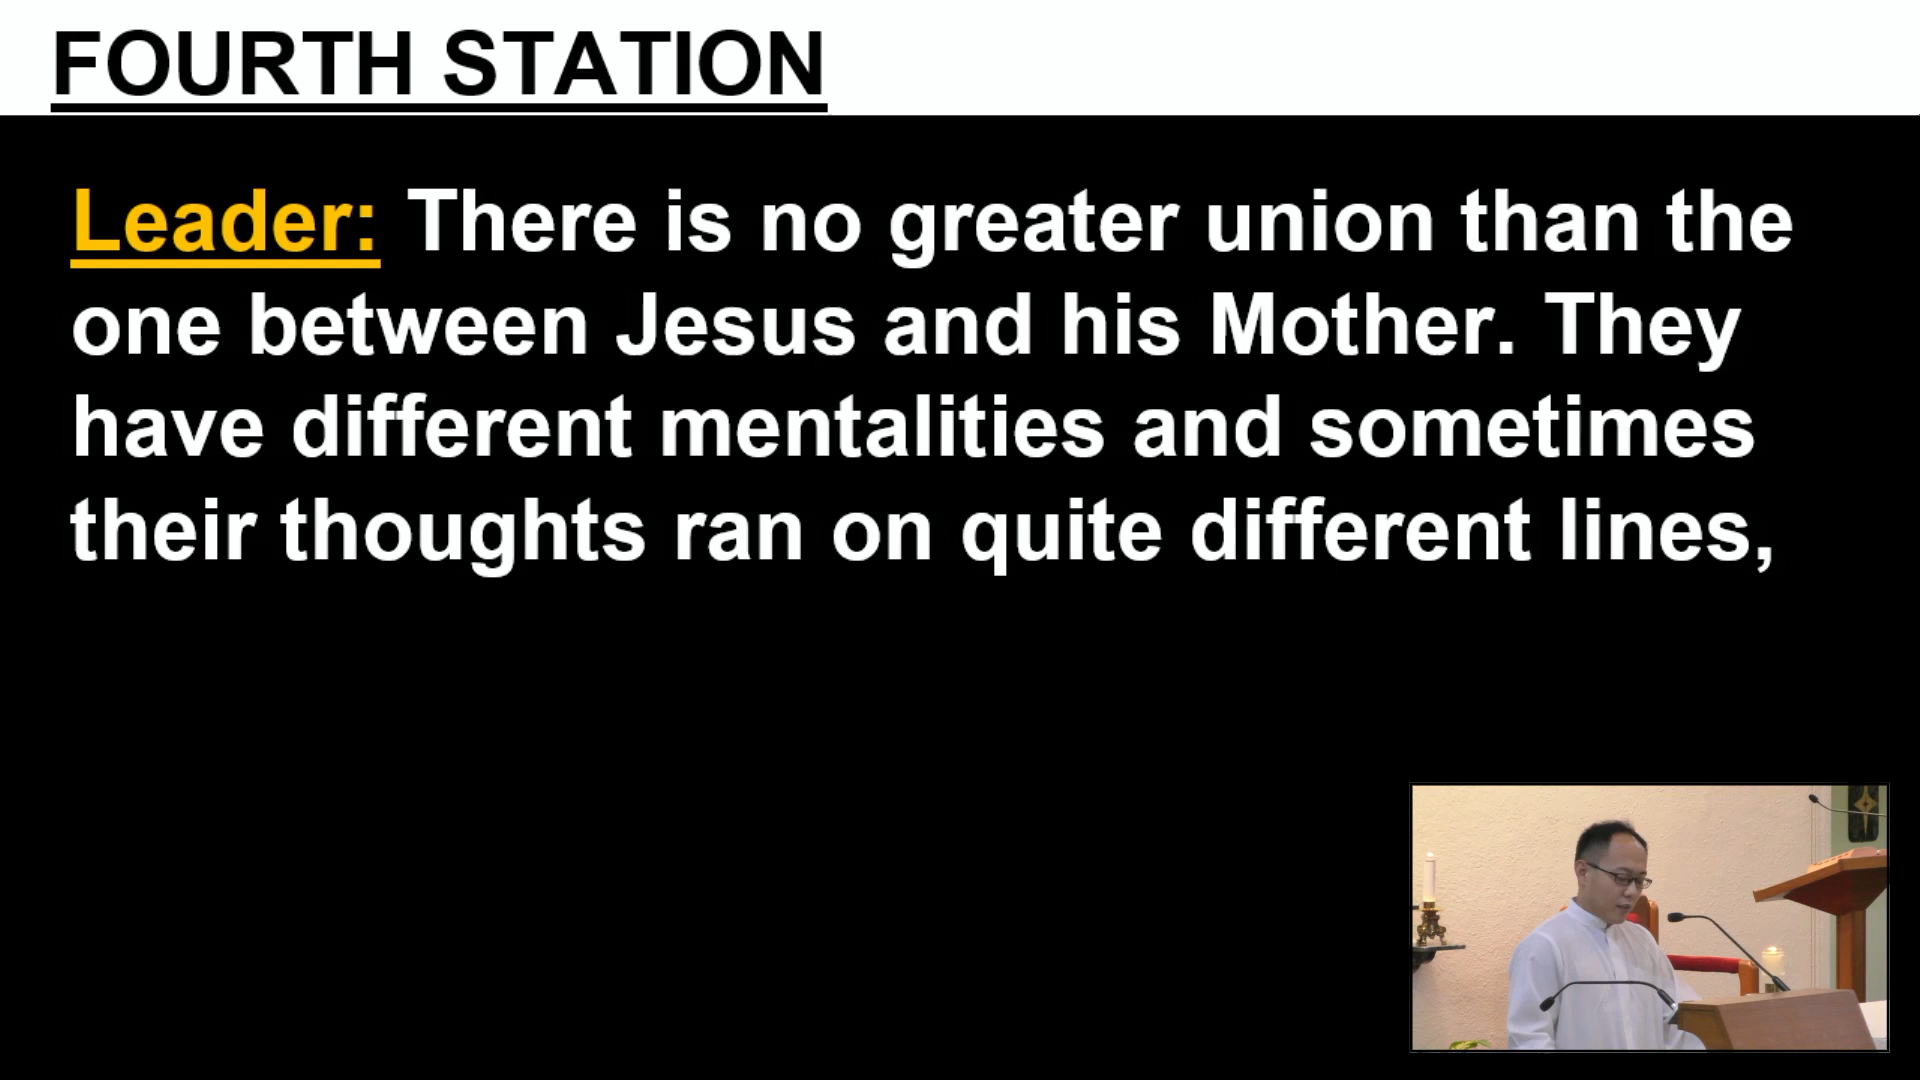 FOURTH STATION
Leader: There is no greater union than the
one between Jesus and his Mother. They
have different mentalities and sometimes
their thoughts ran on quite different lines,